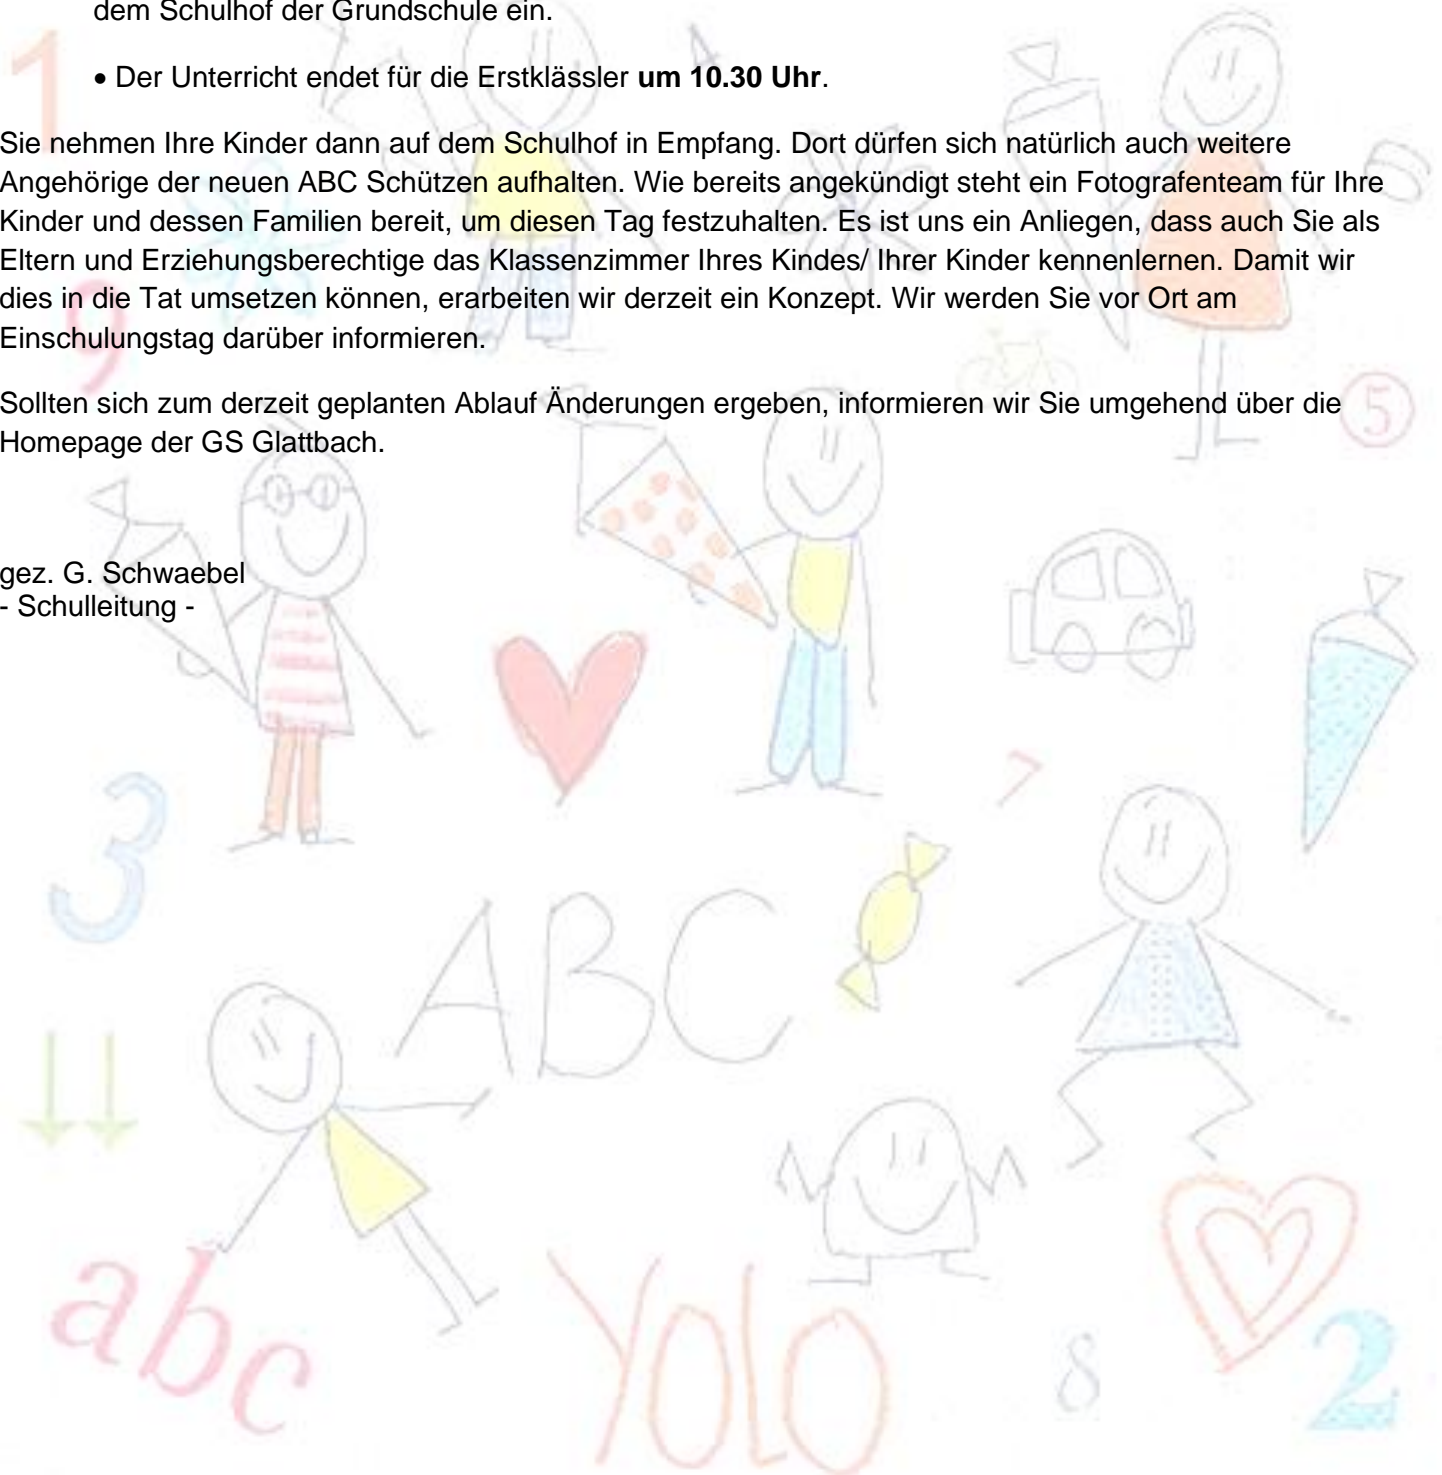 dem Schulhof der Grundschule ein.
• Der Unterricht endet für die Erstklässler um 10.30 Uhr.
Sie nehmen Ihre Kinder dann auf dem Schulhof in Empfang. Dort dürfen sich natürlich auch weitere
Angehörige der neuen ABC Schützen aufhalten. Wie bereits angekündigt steht ein Fotografenteam für Ihre
Kinder und dessen Familien bereit, um diesen Tag festzuhalten. Es ist uns ein Anliegen, dass auch Sie als
Eltern und Erziehungsberechtige das Klassenzimmer Ihres Kindes/ Ihrer Kinder kennenlernen. Damit wir
dies in die Tat umsetzen können, erarbeiten wir derzeit ein Konzept. Wir werden Sie vor Ort am
Einschulungstag darüber informieren.
Sollten sich zum derzeit geplanten Ablauf Änderungen ergeben, informieren wir Sie umgehend über die
Homepage der GS Glattbach.
gez. G. Schwaebel
- Schulleitung -
1
4
9
5
3
7
ABC
abc
YOLO
8
2